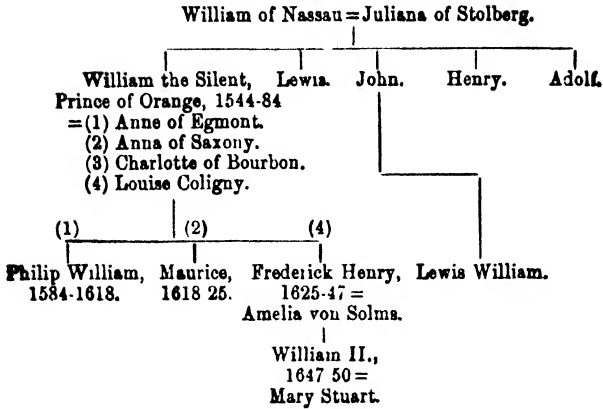 William of Nassau=Juliana of Stolberg.
William the Silent, Lewis. John. Henry. Adolf.
Prince of Orange, 1544-84
=(1) Anne of Egmont.
(2) Anna of Saxony.
(3) Charlotte of Bourbon.
(4) Louise Coligny.
(1) (2) (4)
Philip William, Maurice, Frederick Henry, Lewis William.
1584-1618. 1618 25. 1625-47 =
Amelia von Solms.
William II.,
1647 50=
Mary Stuart.